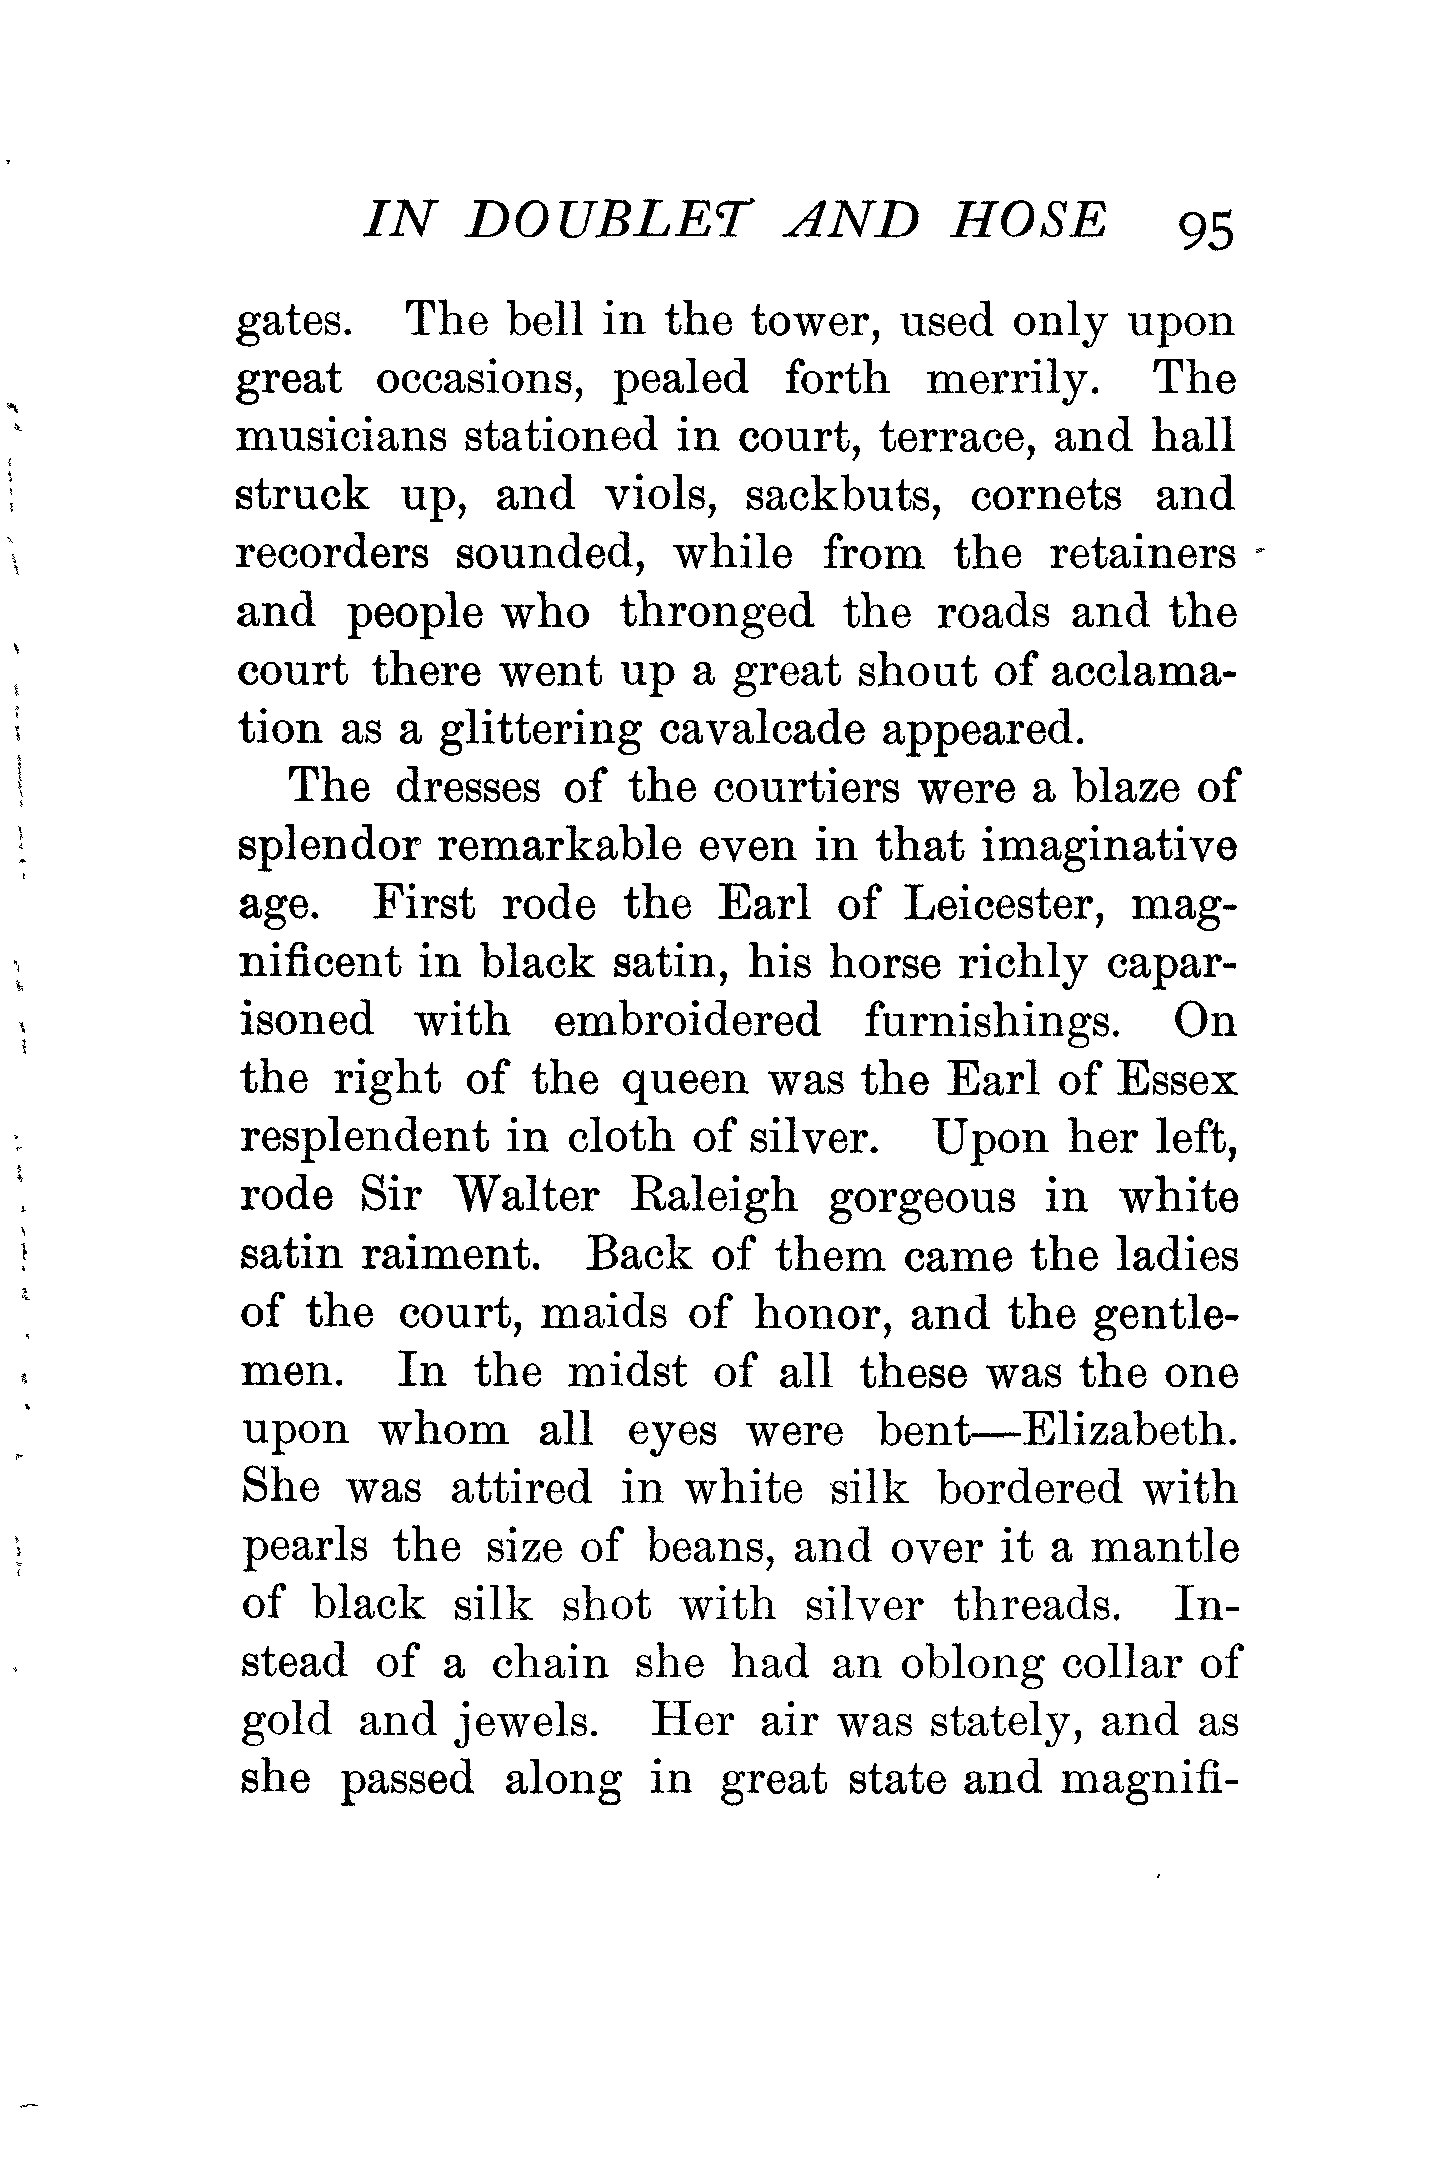 IN DOUBLET AND HOSE 95
gates. The bell in the tower, used only upon
great occasions, pealed forth merrily. The
musicians stationed in court, terrace, and hall
struck up, and viols, sackbuts, cornets and
recorders sounded, while from the retainers
and people who thronged the roads and the
court there went up a great shout of acclama-
tion as a glittering cavalcade appeared.
The dresses of the courtiers were a blaze of
splendor remarkable even in that imaginative
age. First rode the Earl of Leicester, mag-
nificent in black satin, his horse richly capar-
isoned with embroidered furnishings. On
the right of the queen was the Earl of Essex
resplendent in cloth of silver. Upon her left,
rode Sir Walter Raleigh gorgeous in white
satin raiment. Back of them came the ladies
of the court, maids of honor, and the gentle-
men. In the midst of all these was the one
upon whom all eyes were bent—Elizabeth.
She was attired in white silk bordered with
pearls the size of beans, and over it a mantle
of black silk shot with silver threads. In-
stead of a chain she had an oblong collar of
gold and jewels. Her air was stately, and as
she passed along in great state and magnifi-